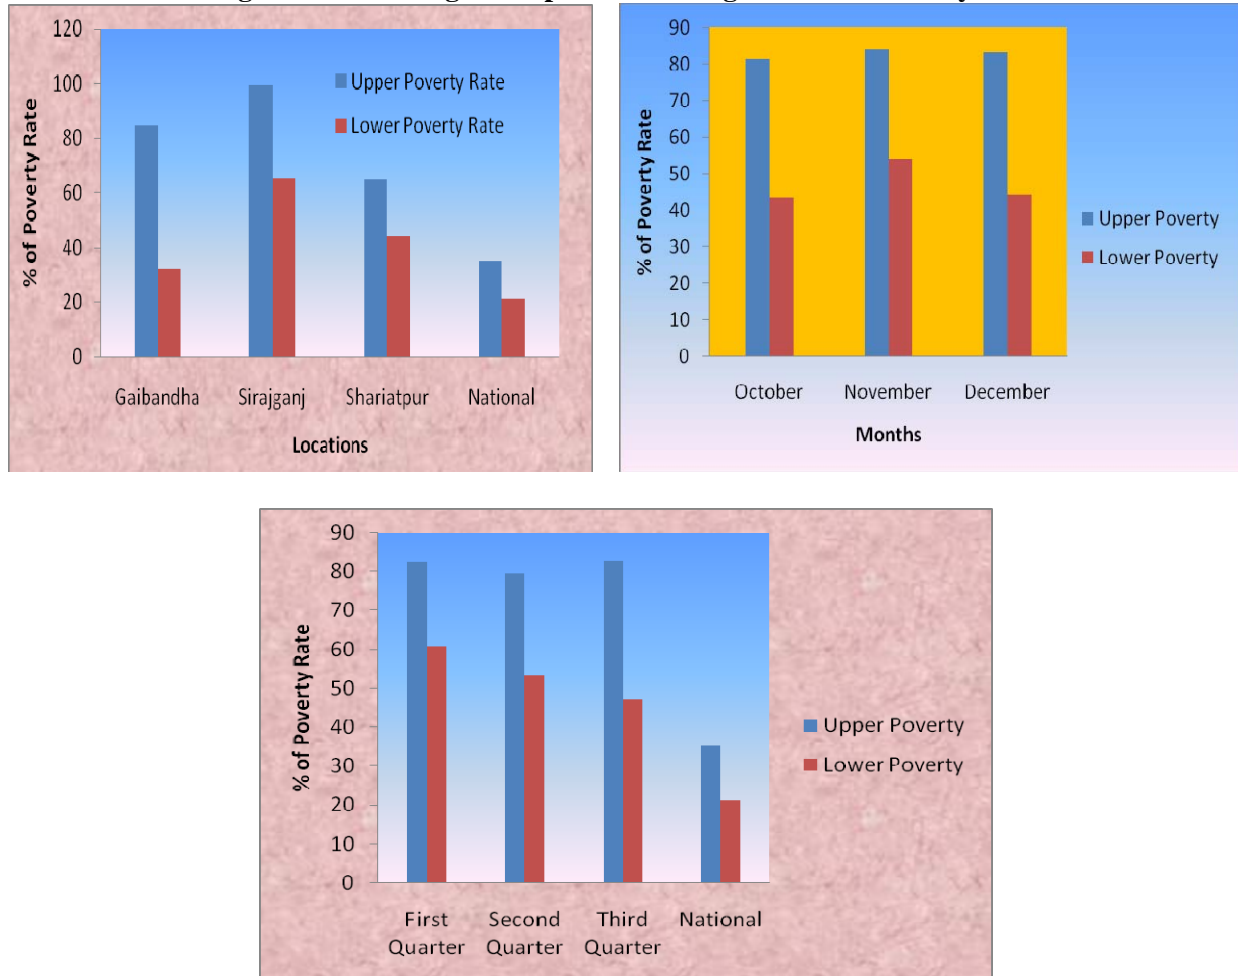 120
100
80
60
40
20
0
% of Poverty Rate
Upper Poverty Rate
Lower Poverty Rate
Gaibandha Sirajganj Shariatpur National
Locations
90
80
70
60
50
40
30
20
10
0
% of Poverty Rate
Upper Poverty
Lower Poverty
October November December
Months
90
80
70
60
50
40
30
20
10
0
% of Poverty Rate
Upper Poverty
Lower Poverty
First Second Third National
Quarter Quarter Quarter